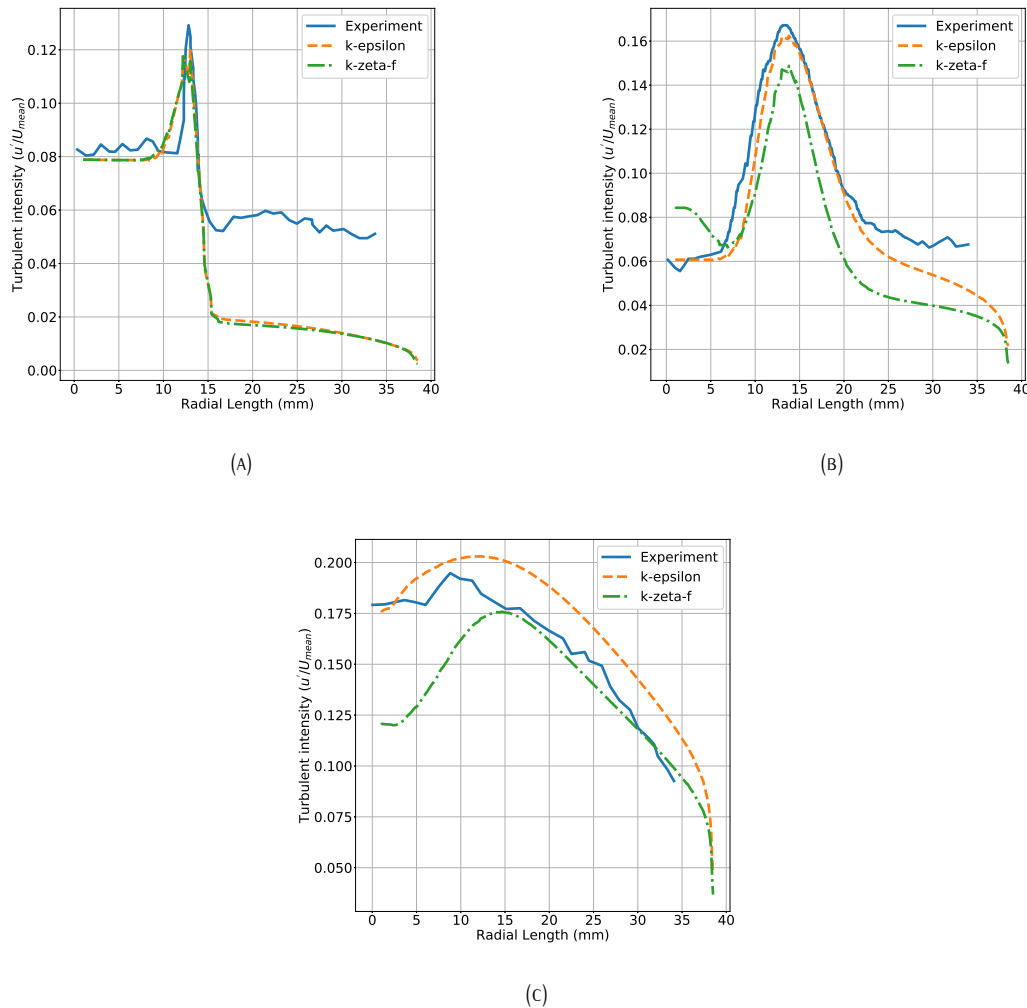 0.12
0.10
0.08
0.06
0.04
0.02
0.00
Turbulent intensity (u′/U_mean)
Experiment
k-epsilon
k-zeta-f
0 5 10 15 20 25 30 35 40
Radial Length (mm)
(A)
0.16
0.14
0.12
0.10
0.08
0.06
0.04
0.02
Turbulent intensity (u′/U_mean)
Experiment
k-epsilon
k-zeta-f
0 5 10 15 20 25 30 35 40
Radial Length (mm)
(B)
0.200
0.175
0.150
0.125
0.100
0.075
0.050
Turbulent intensity (u′/U_mean)
Experiment
k-epsilon
k-zeta-f
0 5 10 15 20 25 30 35 40
Radial Length (mm)
(C)